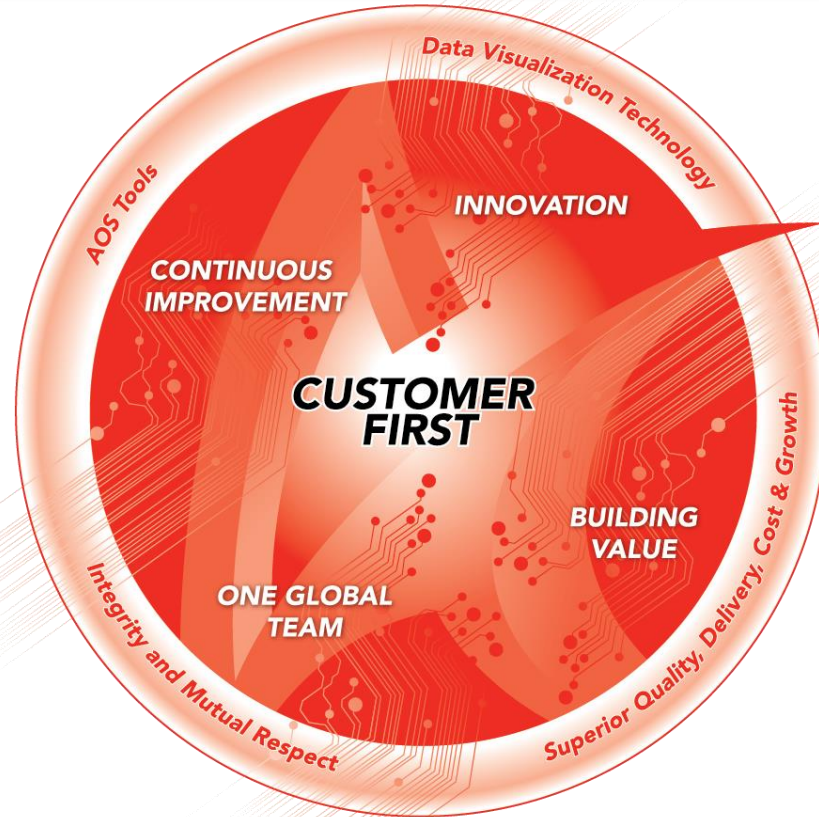 Data Visualization Technology
AOS Tools
INNOVATION
CONTINUOUS
IMPROVEMENT
CUSTOMER
FIRST
BUILDING
VALUE
ONE GLOBAL
TEAM
Integrity and Mutual Respect
Superior Quality, Delivery, Cost & Growth